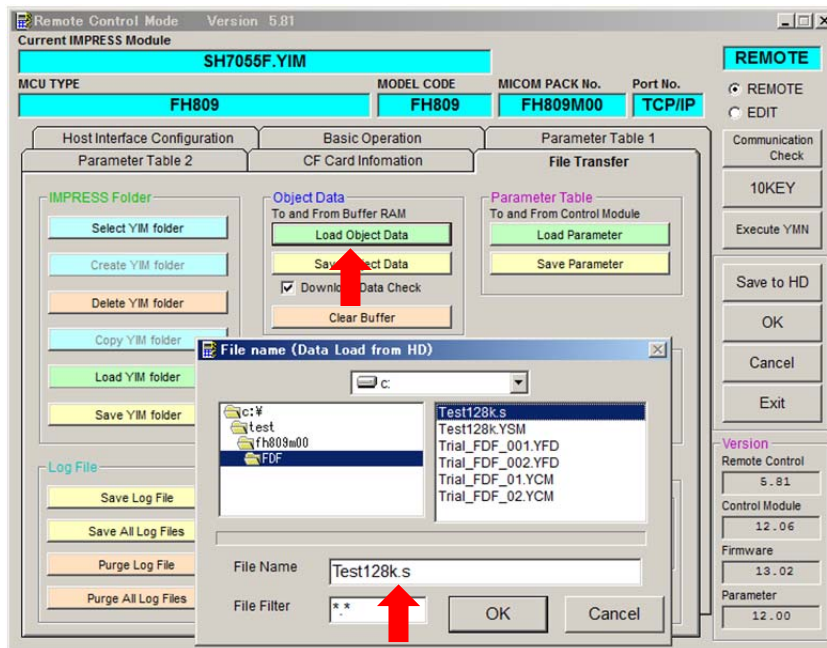 Remote Control Mode Version 5.81
Current IMPRESS Module
SH7055F.YIM
REMOTE
MCU TYPE MODEL CODE MICOM PACK No. Port No.
FH809 FH809 FH809M00 TCP/IP
REMOTE
EDIT
Host Interface Configuration Basic Operation Parameter Table 1
Parameter Table 2 CF Card Infomation File Transfer
Communication
Check
10KEY
Execute YMN
Save to HD
OK
Cancel
Exit
IMPRESS Folder
Select YIM folder
Create YIM folder
Delete YIM folder
Copy YIM folder
Load YIM folder
Save YIM folder
Object Data
To and From Buffer RAM
Load Object Data
Data
Data Check
Clear Buffer
Parameter Table
To and From Control Module
Load Parameter
Save Parameter
Log File
Save Log File
Save All Log Files
Purge Log File
Purge All Log Files
File name (Data Load from HD)
c:
c:¥
test
fh809m00
FDF
Test128k.s
Test128k.YSM
Trial_FDF_001.YFD
Trial_FDF_002.YFD
Trial_FDF_01.YCM
Trial_FDF_02.YCM
File Name Test128k.s
File Filter *.*
OK Cancel
Version
Remote Control
5.81
Control Module
12.06
Firmware
13.02
Parameter
12.00